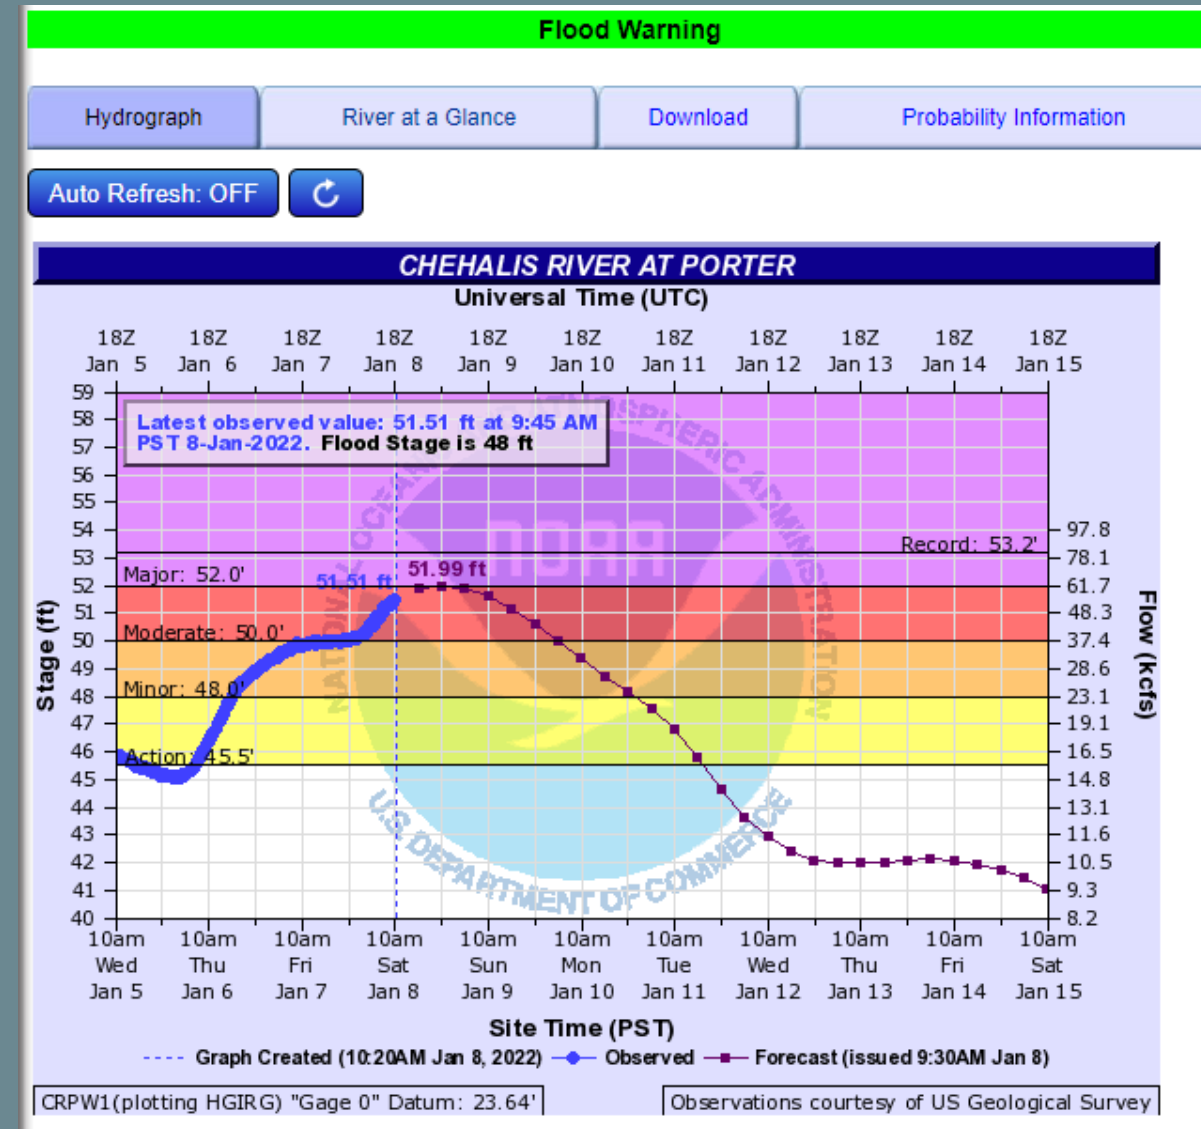 Flood Warning
Hydrograph
River at a Glance
Download
Probability Information
Auto Refresh: OFF
CHEHALIS RIVER AT PORTER
Universal Time (UTC)
18Z 18Z 18Z 18Z 18Z 18Z 18Z 18Z 18Z 18Z 18Z
Jan 5 Jan 6 Jan 7 Jan 8 Jan 9 Jan 10 Jan 11 Jan 12 Jan 13 Jan 14 Jan 15
Latest observed value: 51.51 ft at 9:45 AM
PST 8-Jan-2022. Flood Stage is 48 ft
Stage (ft)
59
58
57
56
55
54
53
52
51
50
49
48
47
46
45
44
43
42
41
40
Record: 53.2'
Major: 52.0'
51.51 ft
51.99 ft
Moderate: 50.0'
Minor: 48.0'
Action: 45.5'
NATIONAL OCEANIC AND ATMOSPHERIC ADMINISTRATION
NOAA
U.S. DEPARTMENT OF COMMERCE
97.8
78.1
61.7
48.3
37.4
28.6
23.1
19.1
16.5
14.8
13.1
11.6
10.5
9.3
8.2
Flow (kcfs)
10am 10am 10am 10am 10am 10am 10am 10am 10am 10am 10am
Wed Thu Fri Sat Sun Mon Tue Wed Thu Fri Sat
Jan 5 Jan 6 Jan 7 Jan 8 Jan 9 Jan 10 Jan 11 Jan 12 Jan 13 Jan 14 Jan 15
Site Time (PST)
Graph Created (10:20AM Jan 8, 2022) Observed Forecast (issued 9:30AM Jan 8)
CRPW1(plotting HGIRG) "Gage 0" Datum: 23.64'
Observations courtesy of US Geological Survey